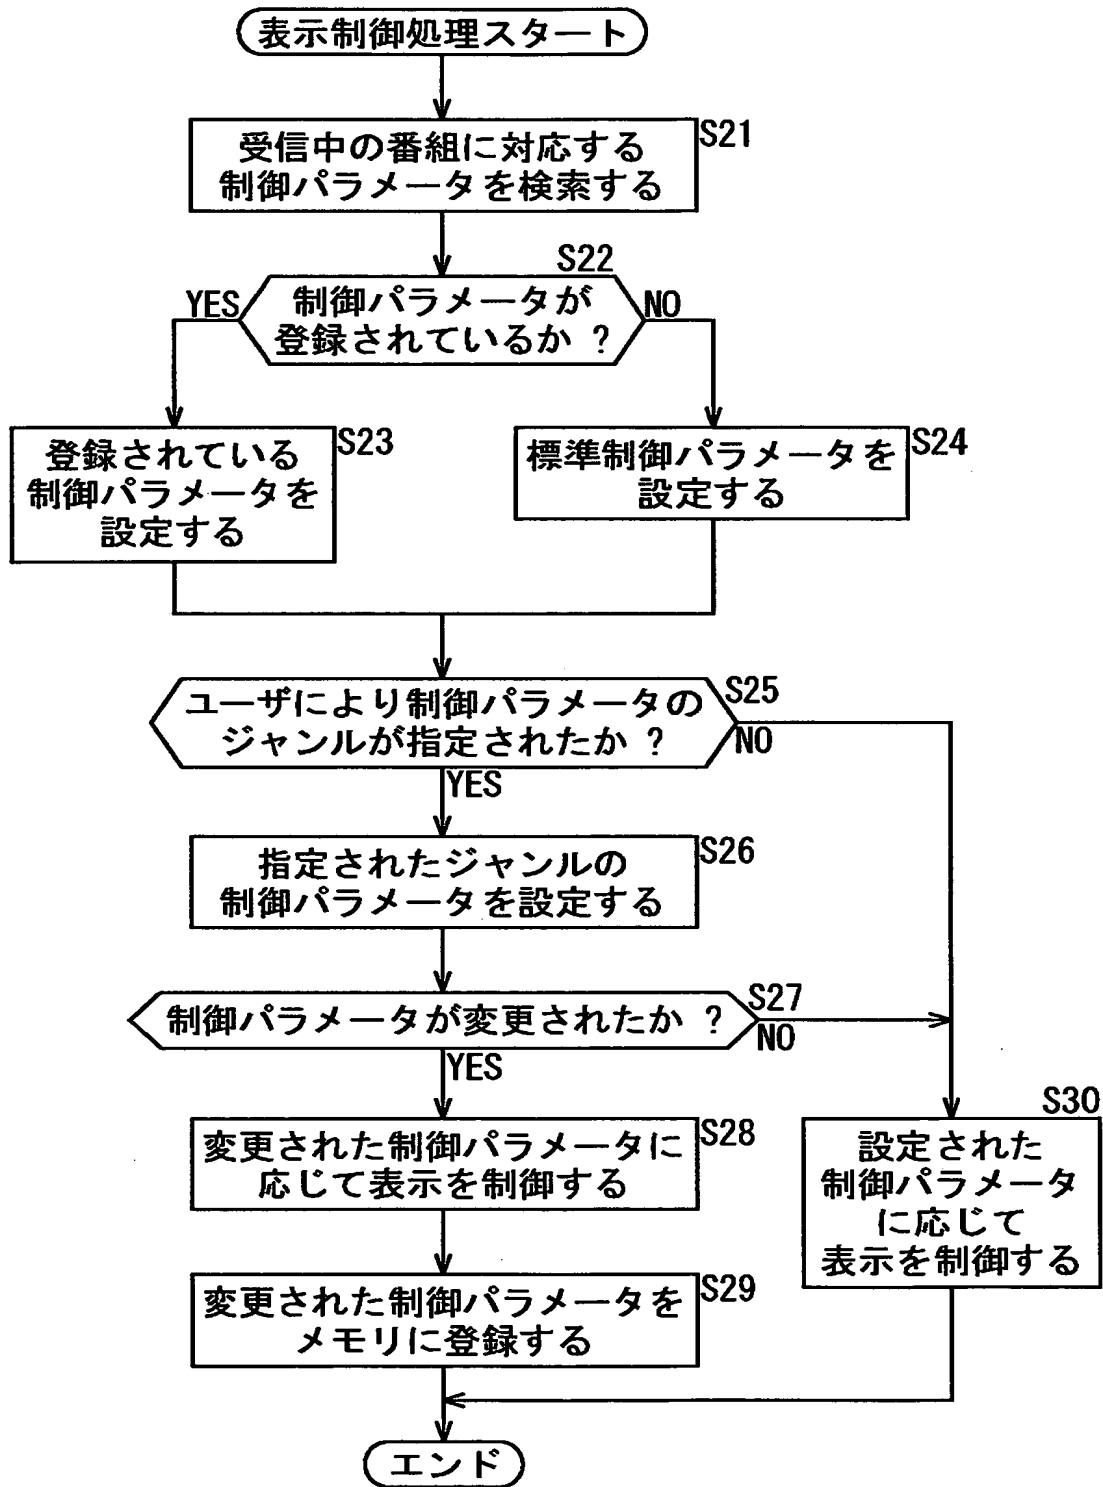 表示制御処理スタート
S21
受信中の番組に対応する
制御パラメータを検索する
S22
YES
制御パラメータが
登録されているか ?
NO
S23
登録されている
制御パラメータを
設定する
S24
標準制御パラメータを
設定する
S25
ユーザにより制御パラメータの
ジャンルが指定されたか ?
NO
YES
S26
指定されたジャンルの
制御パラメータを設定する
S27
制御パラメータが変更されたか ?
NO
YES
S28
変更された制御パラメータに
応じて表示を制御する
S30
設定された
制御パラメータ
に応じて
表示を制御する
S29
変更された制御パラメータを
メモリに登録する
エンド